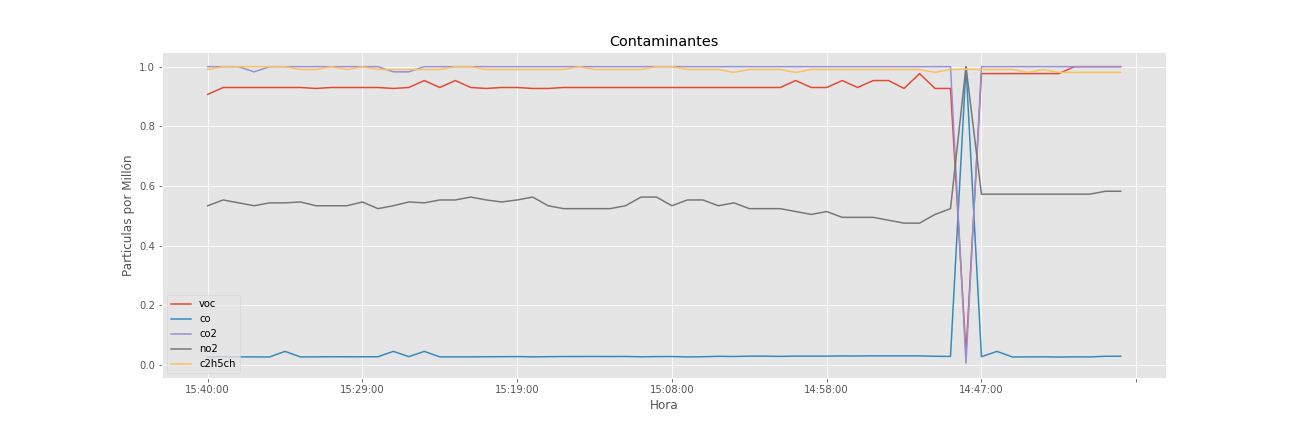 Contaminantes
Particulas por Millón
1.0
0.8
0.6
0.4
0.2
0.0
voc
co
co2
no2
c2h5ch
15:40:00 15:29:00 15:19:00 15:08:00 14:58:00 14:47:00
Hora